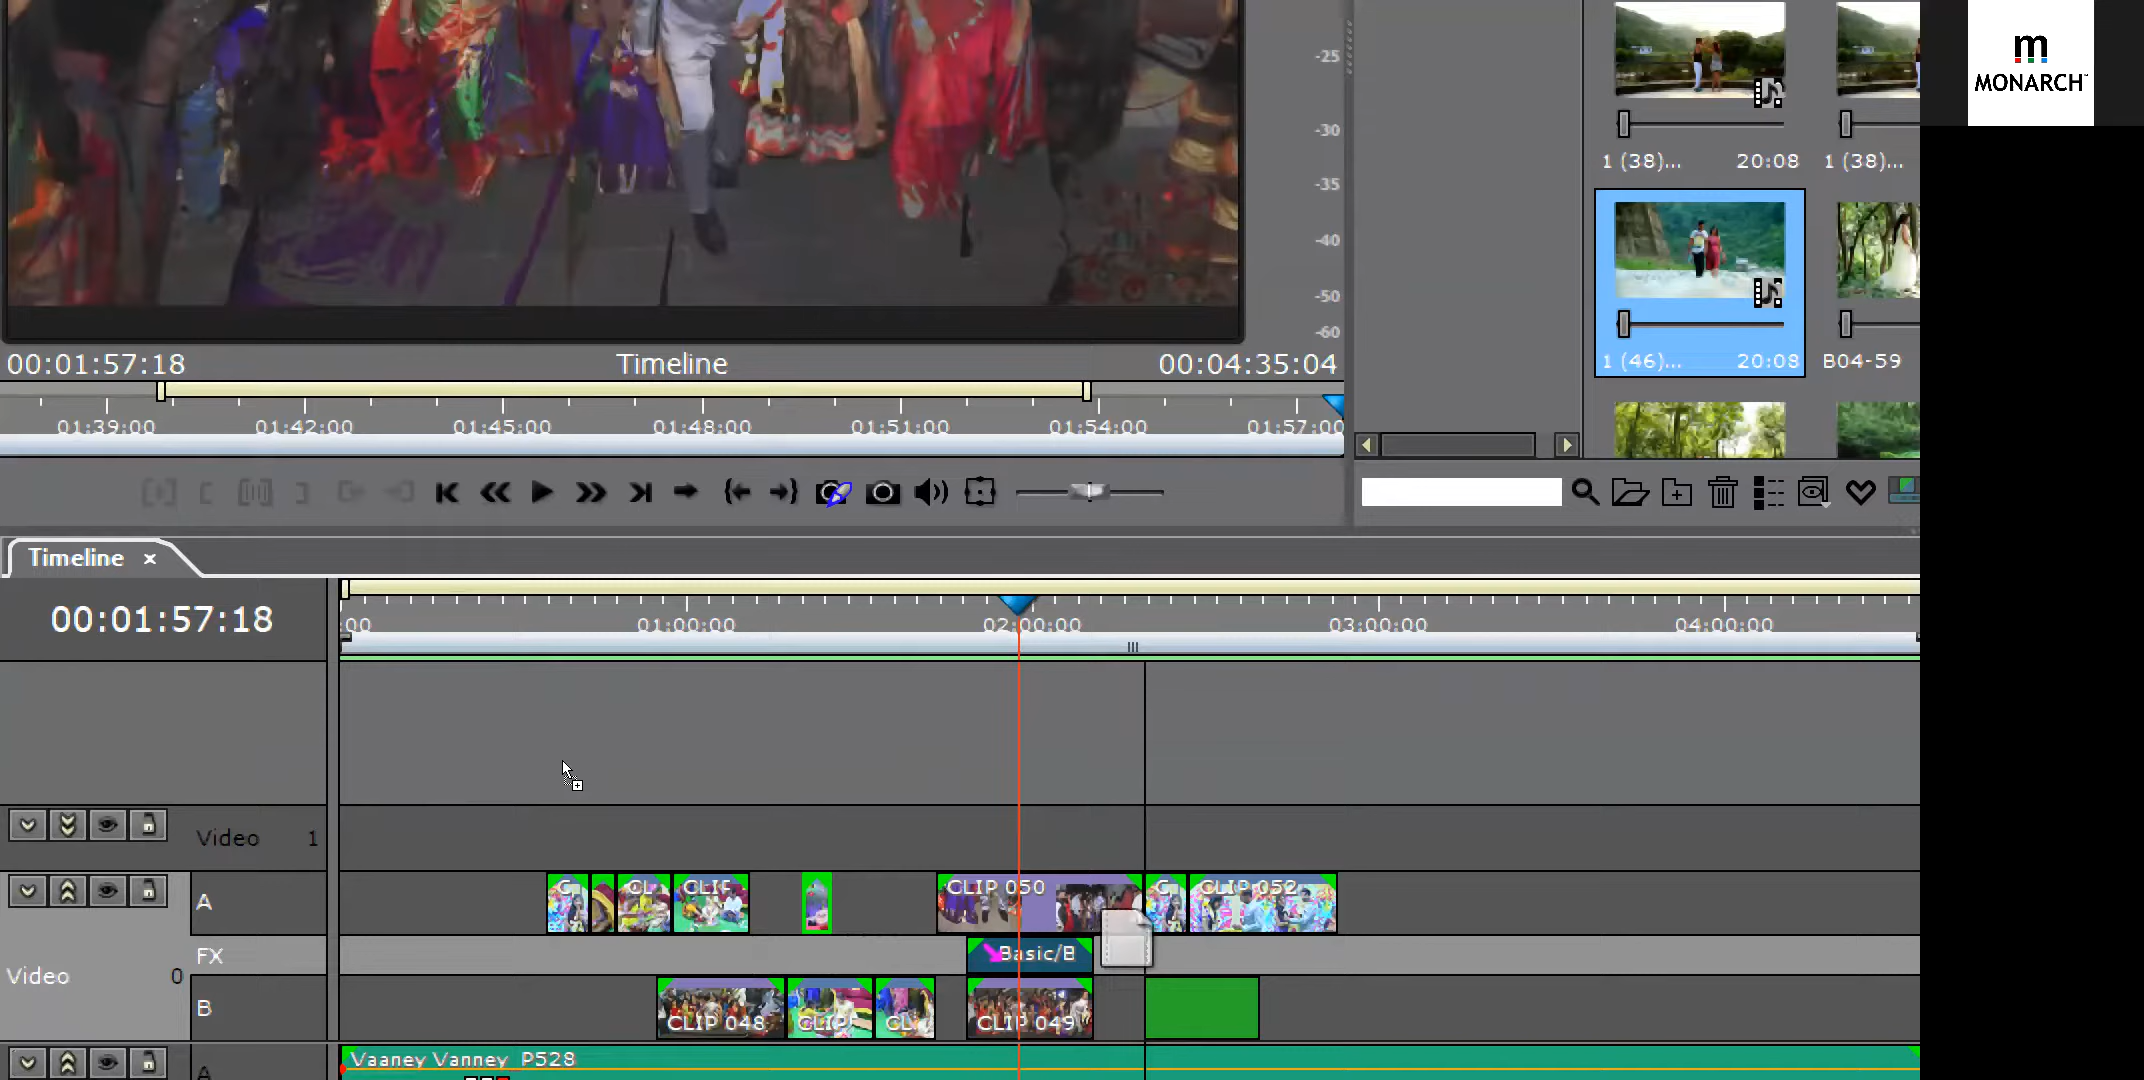 -25
-30
-35
-40
-50
-60
m
MONARCH
1 (38)... 20:08
1 (38)...
1 (46)... 20:08
B04-59
00:01:57:18 Timeline 00:04:35:04
01:39:00 01:42:00 01:45:00 01:48:00 01:51:00 01:54:00 01:57:00
Timeline ×
00:01:57:18
:00 01:00:00 02:00:00 03:00:00 04:00:00
Video 1
A
CL
CLIF
CLIP 050
CLIP 052
FX
Basic/B
Video 0
B
CLIP 048
CLIP
CL
CLIP 049
Vaaney Vanney_P528
A